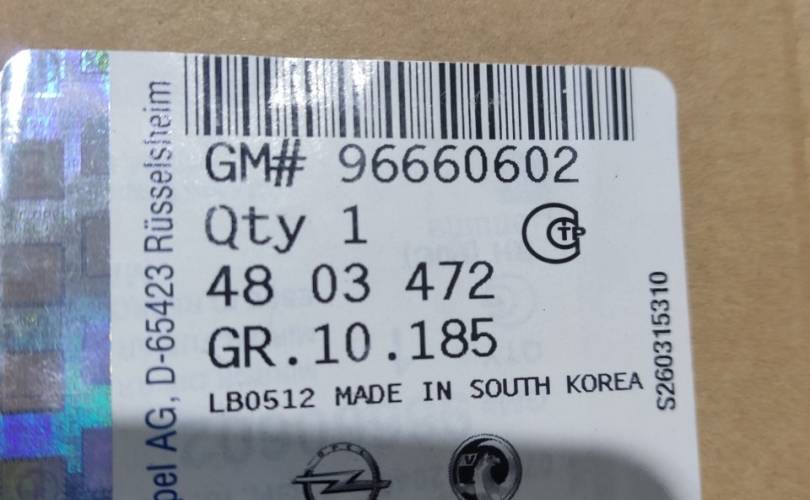 GM# 96660602
Qty 1
48 03 472
GR.10.185
LB0512 MADE IN SOUTH KOREA
S260315310
pel AG, D-65423 Rüsselsheim
OPEL